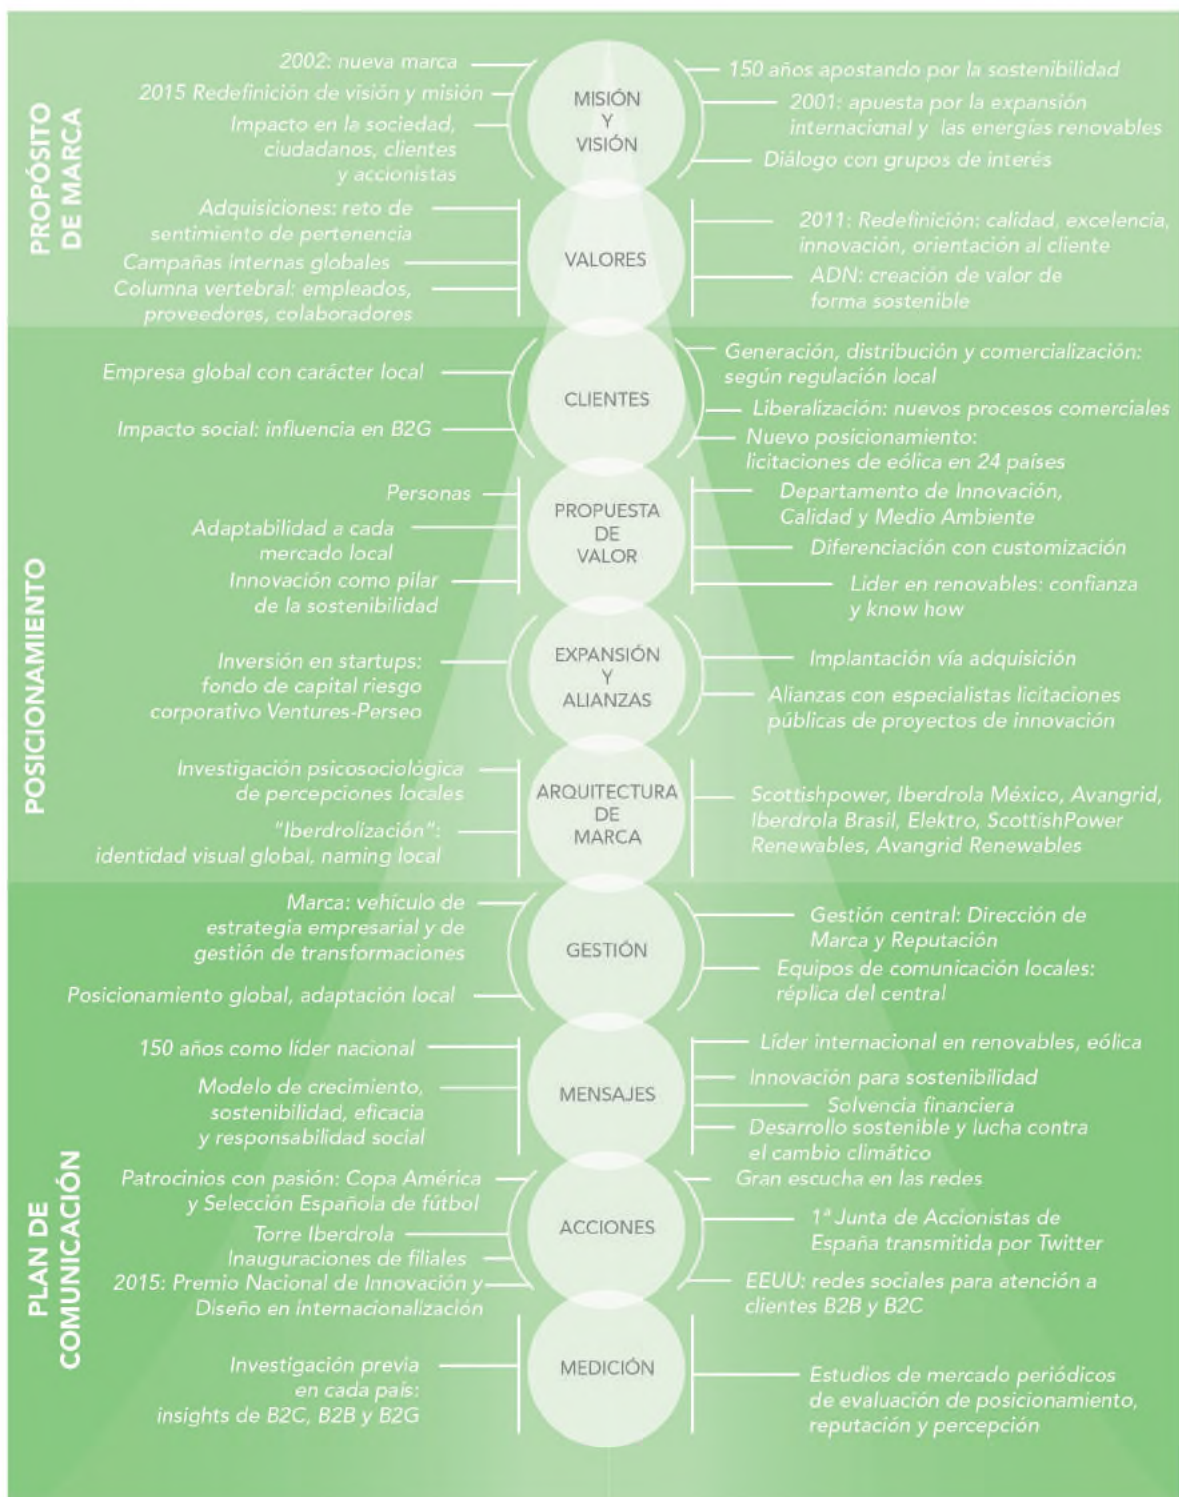 PROPÓSITO
DE MARCA
MISIÓN
Y
VISIÓN
2002: nueva marca
2015 Redefinición de visión y misión
Impacto en la sociedad,
ciudadanos, clientes
y accionistas
150 años apostando por la sostenibilidad
2001: apuesta por la expansión
internacional y las energías renovables
Diálogo con grupos de interés
VALORES
Adquisiciones: reto de
sentimiento de pertenencia
Campañas internas globales
Columna vertebral: empleados,
proveedores, colaboradores
2011: Redefinición: calidad, excelencia,
innovación, orientación al cliente
ADN: creación de valor de
forma sostenible
POSICIONAMIENTO
CLIENTES
Empresa global con carácter local
Impacto social: influencia en B2G
Generación, distribución y comercialización:
según regulación local
Liberalización: nuevos procesos comerciales
Nuevo posicionamiento:
licitaciones de eólica en 24 países
PROPUESTA
DE
VALOR
Personas
Adaptabilidad a cada
mercado local
Innovación como pilar
de la sostenibilidad
Departamento de Innovación,
Calidad y Medio Ambiente
Diferenciación con customización
Líder en renovables: confianza
y know how
EXPANSIÓN
Y
ALIANZAS
Inversión en startups:
fondo de capital riesgo
corporativo Ventures-Perseo
Implantación vía adquisición
Alianzas con especialistas licitaciones
públicas de proyectos de innovación
ARQUITECTURA
DE
MARCA
Investigación psicosociológica
de percepciones locales
"Iberdrolización":
identidad visual global, naming local
Scottishpower, Iberdrola México, Avangrid,
Iberdrola Brasil, Elektro, ScottishPower
Renewables, Avangrid Renewables
PLAN DE
COMUNICACIÓN
GESTIÓN
Marca: vehículo de
estrategia empresarial y de
gestión de transformaciones
Posicionamiento global, adaptación local
Gestión central: Dirección de
Marca y Reputación
Equipos de comunicación locales:
réplica del central
MENSAJES
150 años como líder nacional
Modelo de crecimiento,
sostenibilidad, eficacia
y responsabilidad social
Líder internacional en renovables, eólica
Innovación para sostenibilidad
Solvencia financiera
Desarrollo sostenible y lucha contra
el cambio climático
ACCIONES
Patrocinios con pasión: Copa América
y Selección Española de fútbol
Torre Iberdrola
Inauguraciones de filiales
2015: Premio Nacional de Innovación y
Diseño en internacionalización
Gran escucha en las redes
1ª Junta de Accionistas de
España transmitida por Twitter
EEUU: redes sociales para atención a
clientes B2B y B2C
MEDICIÓN
Investigación previa
en cada país:
insights de B2C, B2B y B2G
Estudios de mercado periódicos
de evaluación de posicionamiento,
reputación y percepción